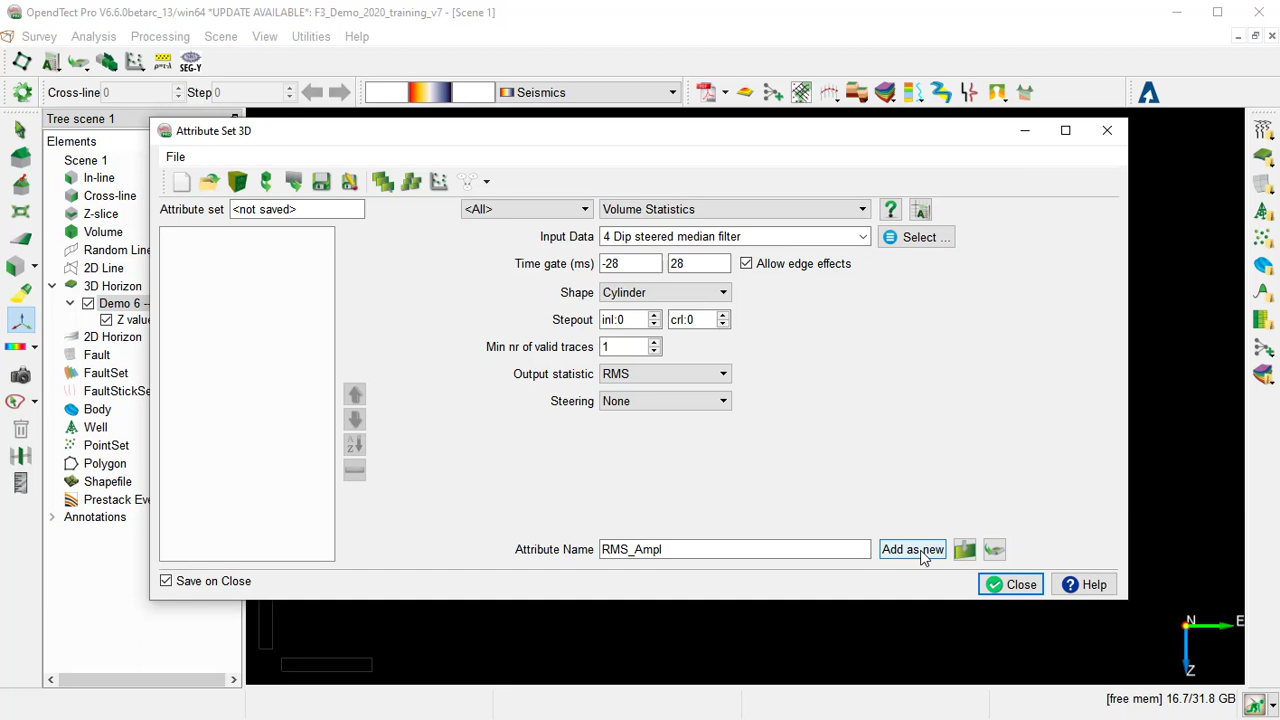 OpendTect Pro V6.6.0betarc_13/win64 *UPDATE AVAILABLE*: F3_Demo_2020_training_v7 - [Scene 1]
Survey Analysis Processing Scene View Utilities Help
SEG-Y
Cross-line 0 Step 0 Seismics
Tree scene 1
Elements
Scene 1
In-line
Cross-line
Z-slice
Volume
Random Line
2D Line
3D Horizon
Demo 6 --
Z value
2D Horizon
Fault
FaultSet
FaultStickSe
Body
Well
PointSet
Polygon
Shapefile
Prestack Eve
Annotations
Attribute Set 3D
File
Attribute set <not saved> <All> Volume Statistics
Input Data 4 Dip steered median filter Select ...
Time gate (ms) -28 28 Allow edge effects
Shape Cylinder
Stepout inl:0 crl:0
Min nr of valid traces 1
Output statistic RMS
Steering None
A
Z
Attribute Name RMS_Ampl Add as new
Save on Close Close Help
N E
Z
[free mem] 16.7/31.8 GB